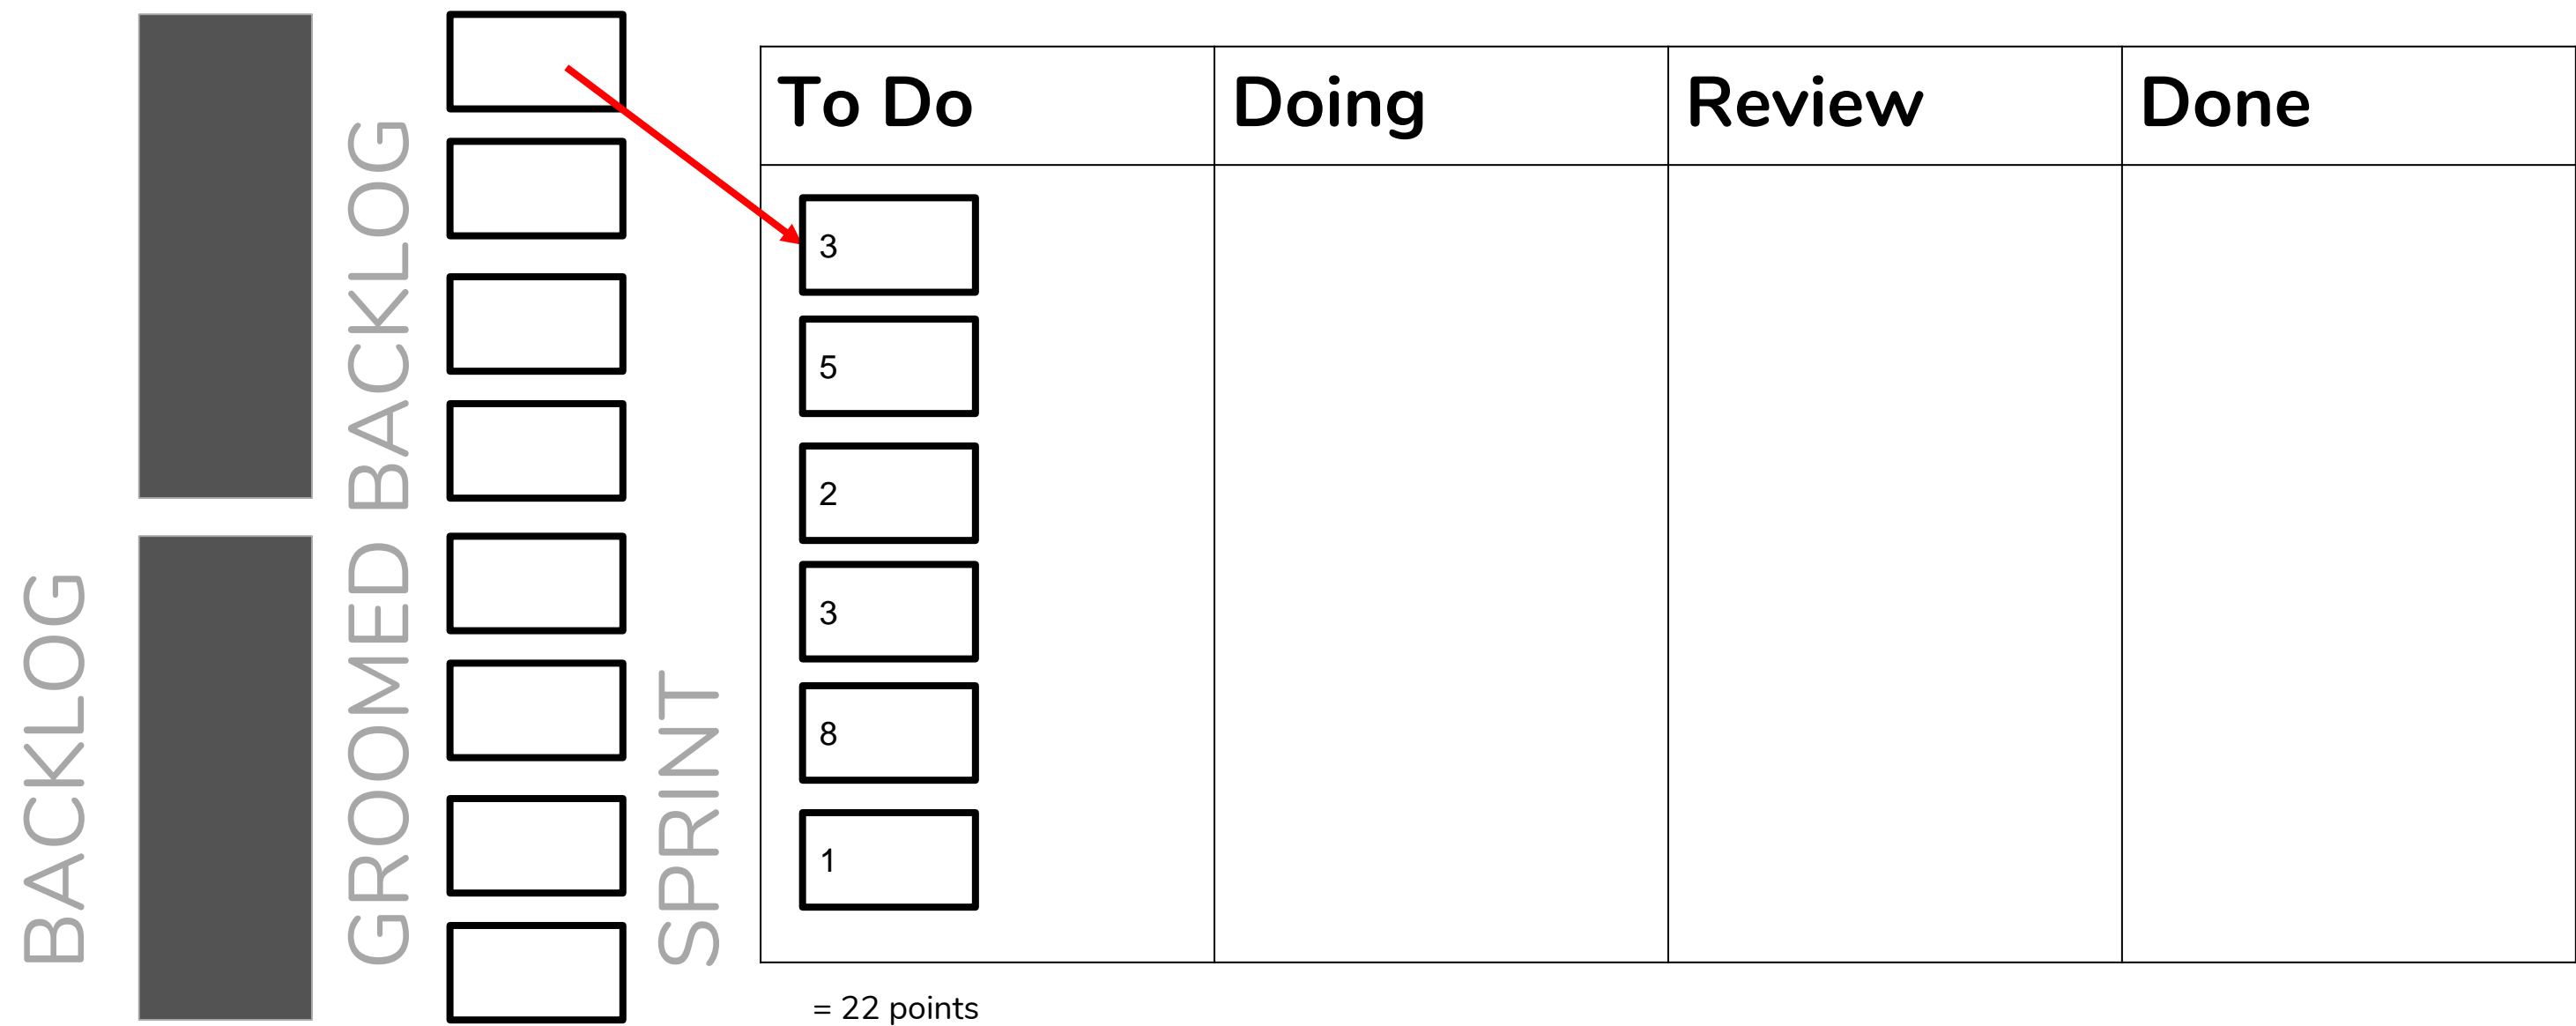 BACKLOG
GROOMED BACKLOG
SPRINT
To Do
Doing
Review
Done
3
5
2
3
8
1
= 22 points